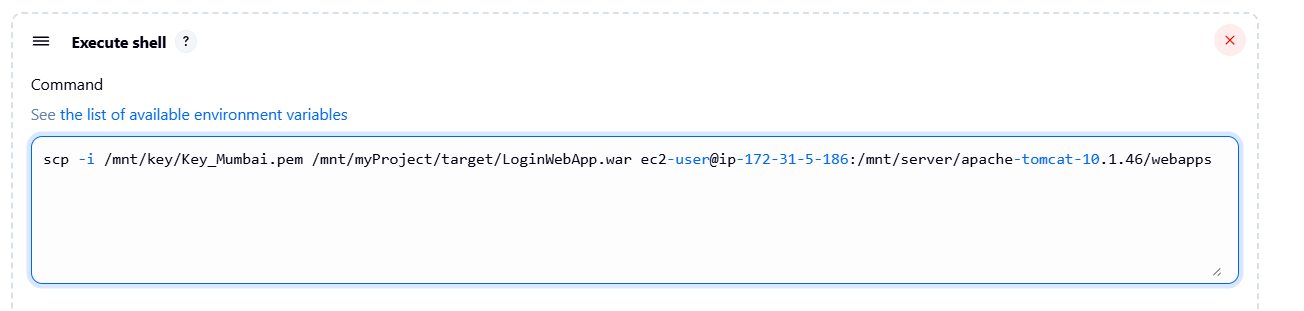 Execute shell ?
Command
See the list of available environment variables
scp -i /mnt/key/Key_Mumbai.pem /mnt/myProject/target/LoginWebApp.war ec2-user@ip-172-31-5-186:/mnt/server/apache-tomcat-10.1.46/webapps